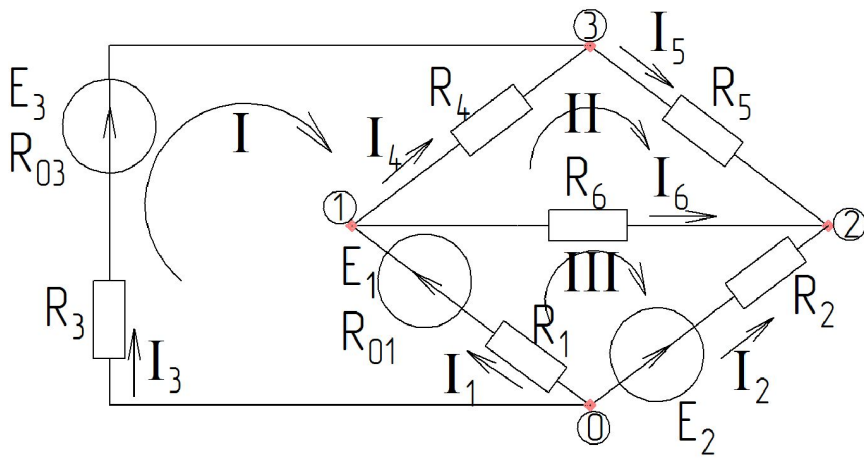 3
I₅
E₃
R₀₃
I
R₄
II
R₅
I₄
R₆
I₆
1
2
E₁
R₀₁
III
R₃
R₁
R₂
I₃
I₁
I₂
0
E₂